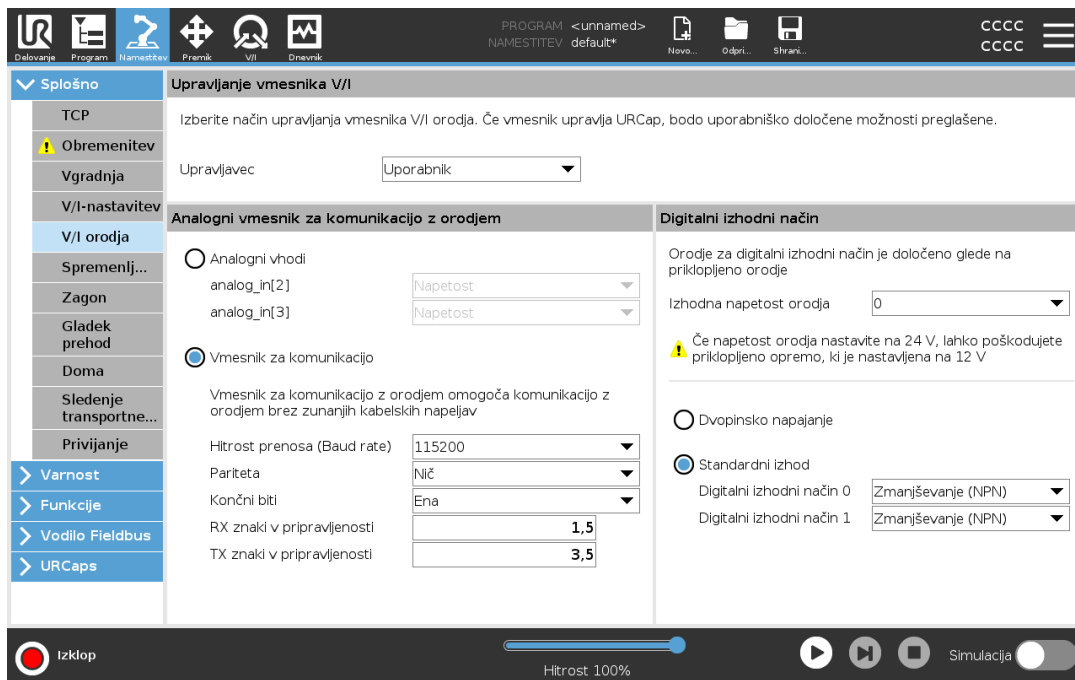 PROGRAM <unnamed>
NAMESTITEV default*
CCCC
CCCC
Delovanje Program Namestitev Premik V/I Dnevnik Novo... Odpri... Shrani...
Splošno
TCP
Obremenitev
Vgradnja
V/I-nastavitev
V/I orodja
Spremenlj...
Zagon
Gladek
prehod
Doma
Sledenje
transportne...
Privijanje
Varnost
Funkcije
Vodilo Fieldbus
URCaps
Upravljanje vmesnika V/I
Izberite način upravljanja vmesnika V/I orodja. Če vmesnik upravlja URCap, bodo uporabniško določene možnosti preglašene.
Upravljavec Uporabnik
Analogni vmesnik za komunikacijo z orodjem
Analogni vhodi
analog_in[2] Napetost
analog_in[3] Napetost
Vmesnik za komunikacijo
Vmesnik za komunikacijo z orodjem omogoča komunikacijo z
orodjem brez zunanjih kabelskih napeljav
Hitrost prenosa (Baud rate) 115200
Pariteta Nič
Končni biti Ena
RX znaki v pripravljenosti 1,5
TX znaki v pripravljenosti 3,5
Digitalni izhodni način
Orodje za digitalni izhodni način je določeno glede na
priklopljeno orodje
Izhodna napetost orodja 0
Če napetost orodja nastavite na 24 V, lahko poškodujete
priklopljeno opremo, ki je nastavljena na 12 V
Dvopinsko napajanje
Standardni izhod
Digitalni izhodni način 0 Zmanjševanje (NPN)
Digitalni izhodni način 1 Zmanjševanje (NPN)
Izklop
Hitrost 100%
Simulacija